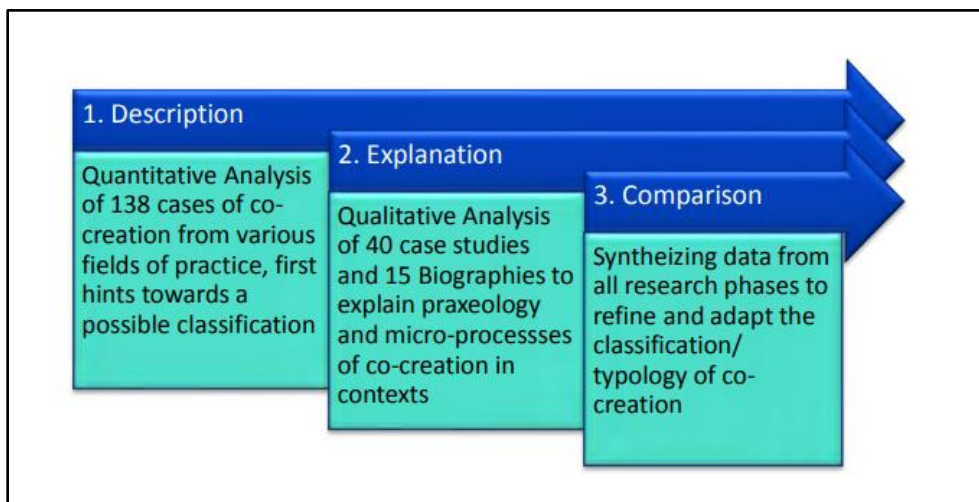 1. Description
Quantitative Analysis
of 138 cases of co-
creation from various
fields of practice, first
hints towards a
possible classification
2. Explanation
Qualitative Analysis
of 40 case studies
and 15 Biographies to
explain praxeology
and micro-processses
of co-creation in
contexts
3. Comparison
Syntheizing data from
all research phases to
refine and adapt the
classification/
typology of co-
creation